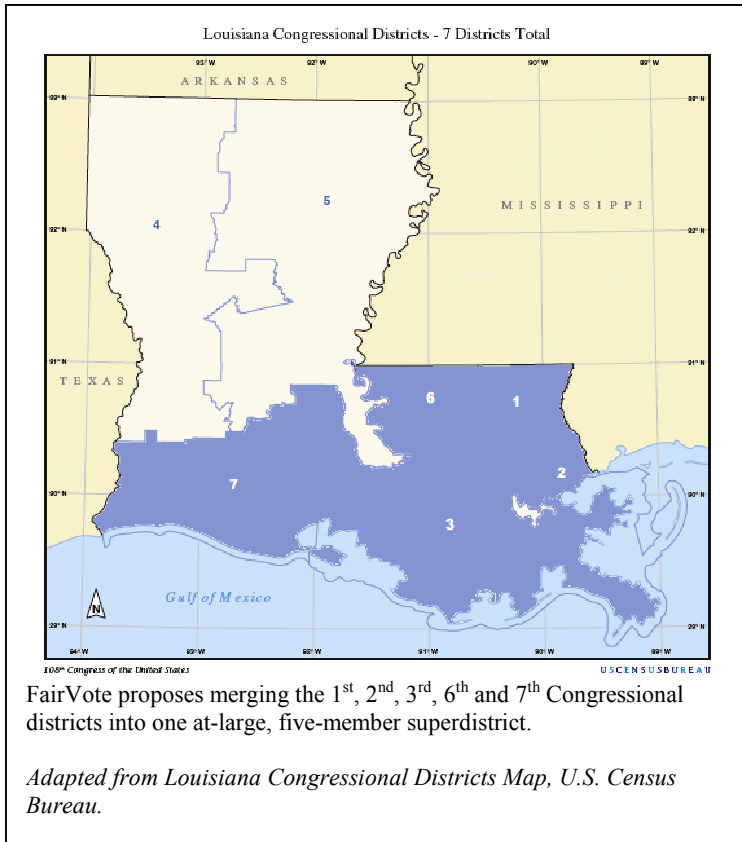 Louisiana Congressional Districts - 7 Districts Total
ARKANSAS
MISSISSIPPI
TEXAS
4
5
6
1
7
2
3
Gulf of Mexico
N
108th Congress of the United States
USCENSUSBUREAU
FairVote proposes merging the 1st, 2nd, 3rd, 6th and 7th Congressional
districts into one at-large, five-member superdistrict.
Adapted from Louisiana Congressional Districts Map, U.S. Census
Bureau.